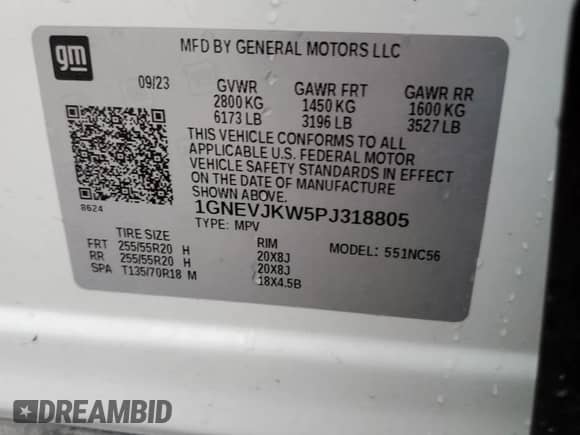 gm
MFD BY GENERAL MOTORS LLC
09/23 GVWR GAWR FRT GAWR RR
2800 KG 1450 KG 1600 KG
6173 LB 3196 LB 3527 LB
THIS VEHICLE CONFORMS TO ALL
APPLICABLE U.S. FEDERAL MOTOR
VEHICLE SAFETY STANDARDS IN EFFECT
ON THE DATE OF MANUFACTURE
SHOWN ABOVE.
8624
1GNEVJKW5PJ318805
TYPE: MPV
TIRE SIZE RIM MODEL: 551NC56
FRT 255/55R20 H 20X8J
RR 255/55R20 H 20X8J
SPA T135/70R18 M 18X4.5B
DREAMBID